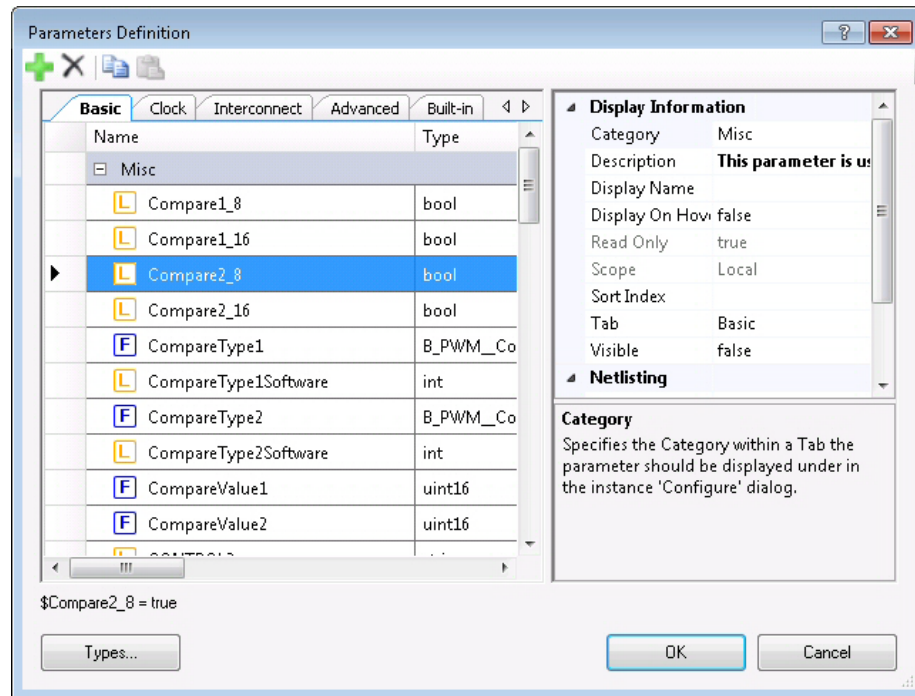 Parameters Definition
Basic Clock Interconnect Advanced Built-in
Name Type
Misc
L Compare1_8 bool
L Compare1_16 bool
L Compare2_8 bool
L Compare2_16 bool
F CompareType1 B_PWM__Co
L CompareType1Software int
F CompareType2 B_PWM__Co
L CompareType2Software int
F CompareValue1 uint16
F CompareValue2 uint16
Display Information
Category Misc
Description This parameter is us
Display Name
Display On Hov false
Read Only true
Scope Local
Sort Index
Tab Basic
Visible false
Netlisting
Category
Specifies the Category within a Tab the
parameter should be displayed under in
the instance 'Configure' dialog.
$Compare2_8 = true
Types... OK Cancel